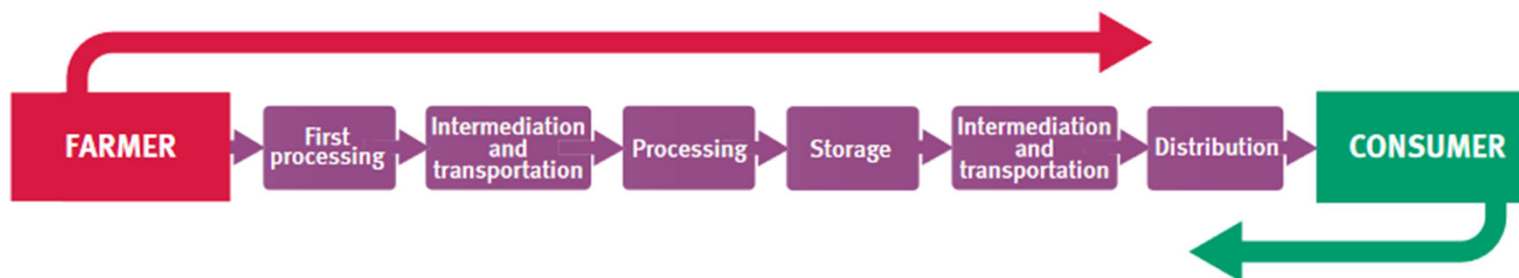 FARMER
First
processing
Intermediation
and
transportation
Processing
Storage
Intermediation
and
transportation
Distribution
CONSUMER